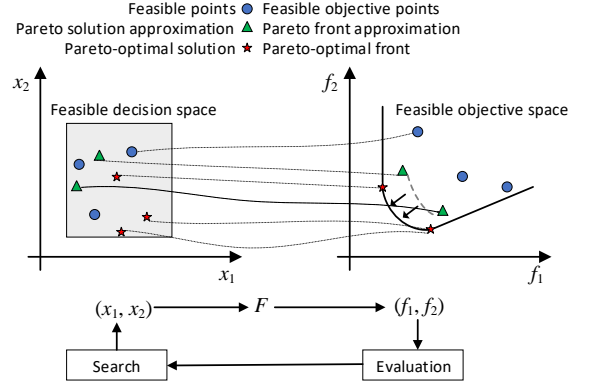 Feasible points Feasible objective points
Pareto solution approximation Pareto front approximation
Pareto-optimal solution Pareto-optimal front
x₂ f₂
Feasible decision space Feasible objective space
x₁ f₁
(x₁, x₂) F (f₁, f₂)
Search Evaluation